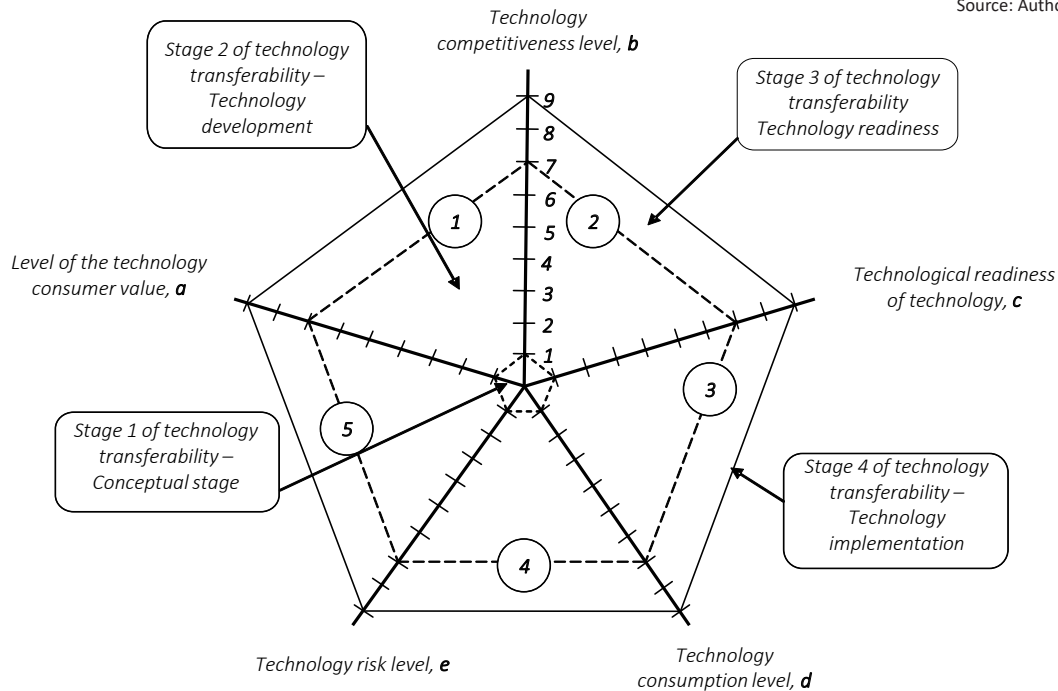 Source: Autho
Technology
competitiveness level, b
Stage 2 of technology
transferability –
Technology
development
Stage 3 of technology
transferability
Technology readiness
9
8
7
6
5
4
3
2
1
1
2
Level of the technology
consumer value, a
Technological readiness
of technology, c
3
5
Stage 1 of technology
transferability –
Conceptual stage
Stage 4 of technology
transferability –
Technology
implementation
4
Technology risk level, e
Technology
consumption level, d